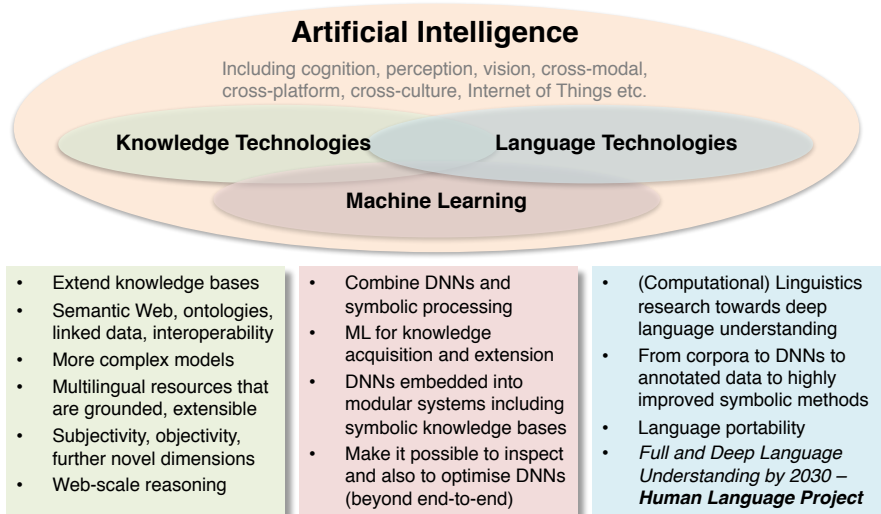 Artificial Intelligence
Including cognition, perception, vision, cross-modal,
cross-platform, cross-culture, Internet of Things etc.
Knowledge Technologies
Language Technologies
Machine Learning
• Extend knowledge bases
• Semantic Web, ontologies,
linked data, interoperability
• More complex models
• Multilingual resources that
are grounded, extensible
• Subjectivity, objectivity,
further novel dimensions
• Web-scale reasoning
• Combine DNNs and
symbolic processing
• ML for knowledge
acquisition and extension
• DNNs embedded into
modular systems including
symbolic knowledge bases
• Make it possible to inspect
and also to optimise DNNs
(beyond end-to-end)
• (Computational) Linguistics
research towards deep
language understanding
• From corpora to DNNs to
annotated data to highly
improved symbolic methods
• Language portability
• Full and Deep Language
Understanding by 2030 –
Human Language Project